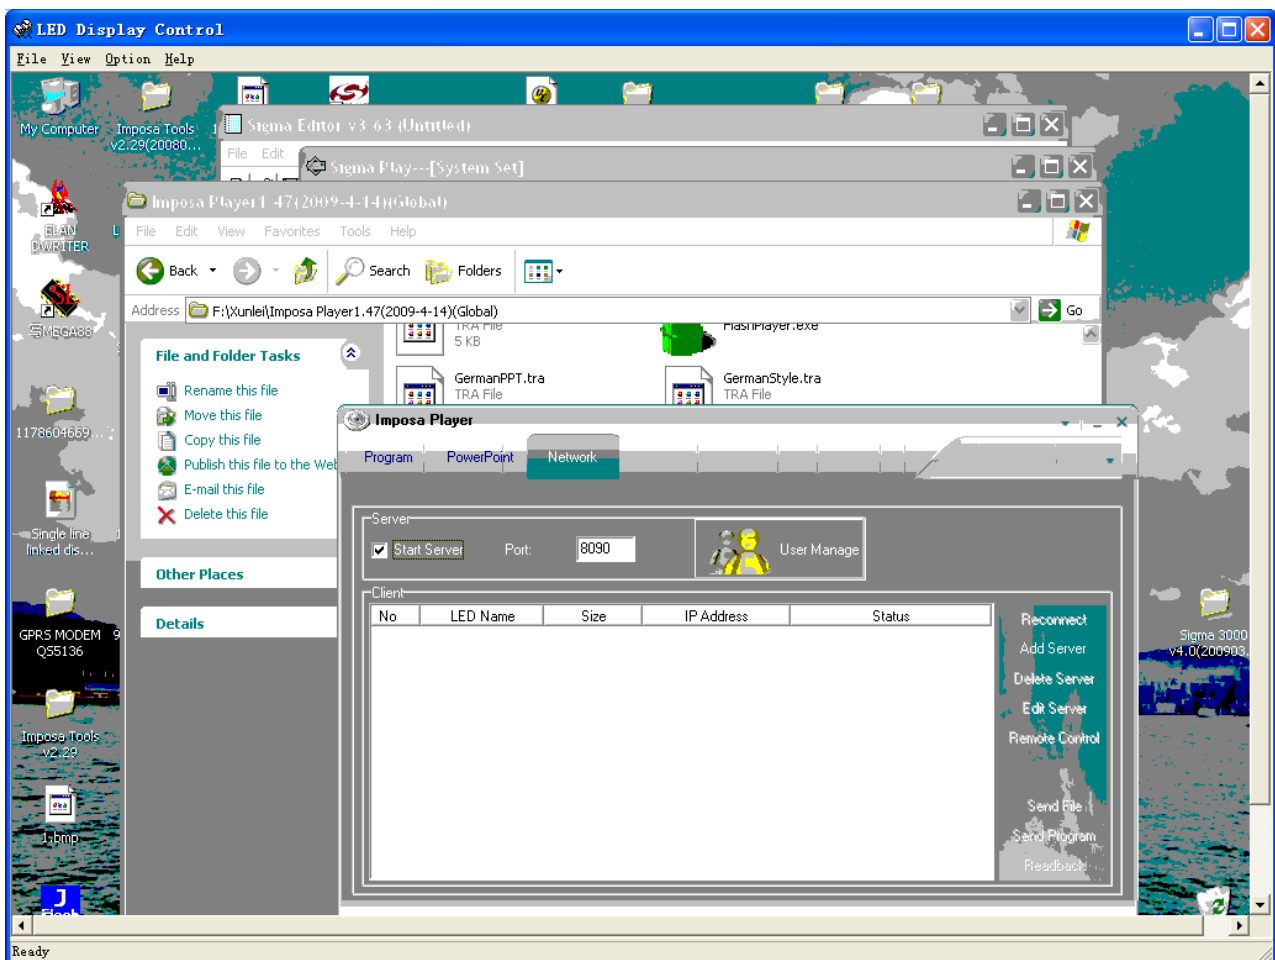 LED Display Control
File View Option Help
My Computer
Imposa Tools
v2.29(20080...
Sigma Editor v3.63 (Untitled)
File Edit
Sigma Play---[System Set]
Imposa Player1.47(2009-4-14)(Global)
File Edit View Favorites Tools Help
ELAN
DWRITER
L
Back
Search
Folders
Address
F:\Xunlei\Imposa Player1.47(2009-4-14)(Global)
Go
SMEGA88
TRA File
5 KB
FlashPlayer.exe
File and Folder Tasks
GermanPPT.tra
TRA File
GermanStyle.tra
TRA File
Rename this file
Move this file
Copy this file
Publish this file to the Web
E-mail this file
Delete this file
1178604669...
Imposa Player
Program
PowerPoint
Network
Single line
linked dis...
Server
Start Server
Port:
8090
User Manage
Other Places
Details
Client
No
LED Name
Size
IP Address
Status
Reconnect
Add Server
Delete Server
Edit Server
Remote Control
Send File
Send Program
Readback
GPRS MODEM
QS5136
9
Sigma 3000
v4.0(200903...
Imposa Tools
v2.29
1.bmp
J
Flash
Ready